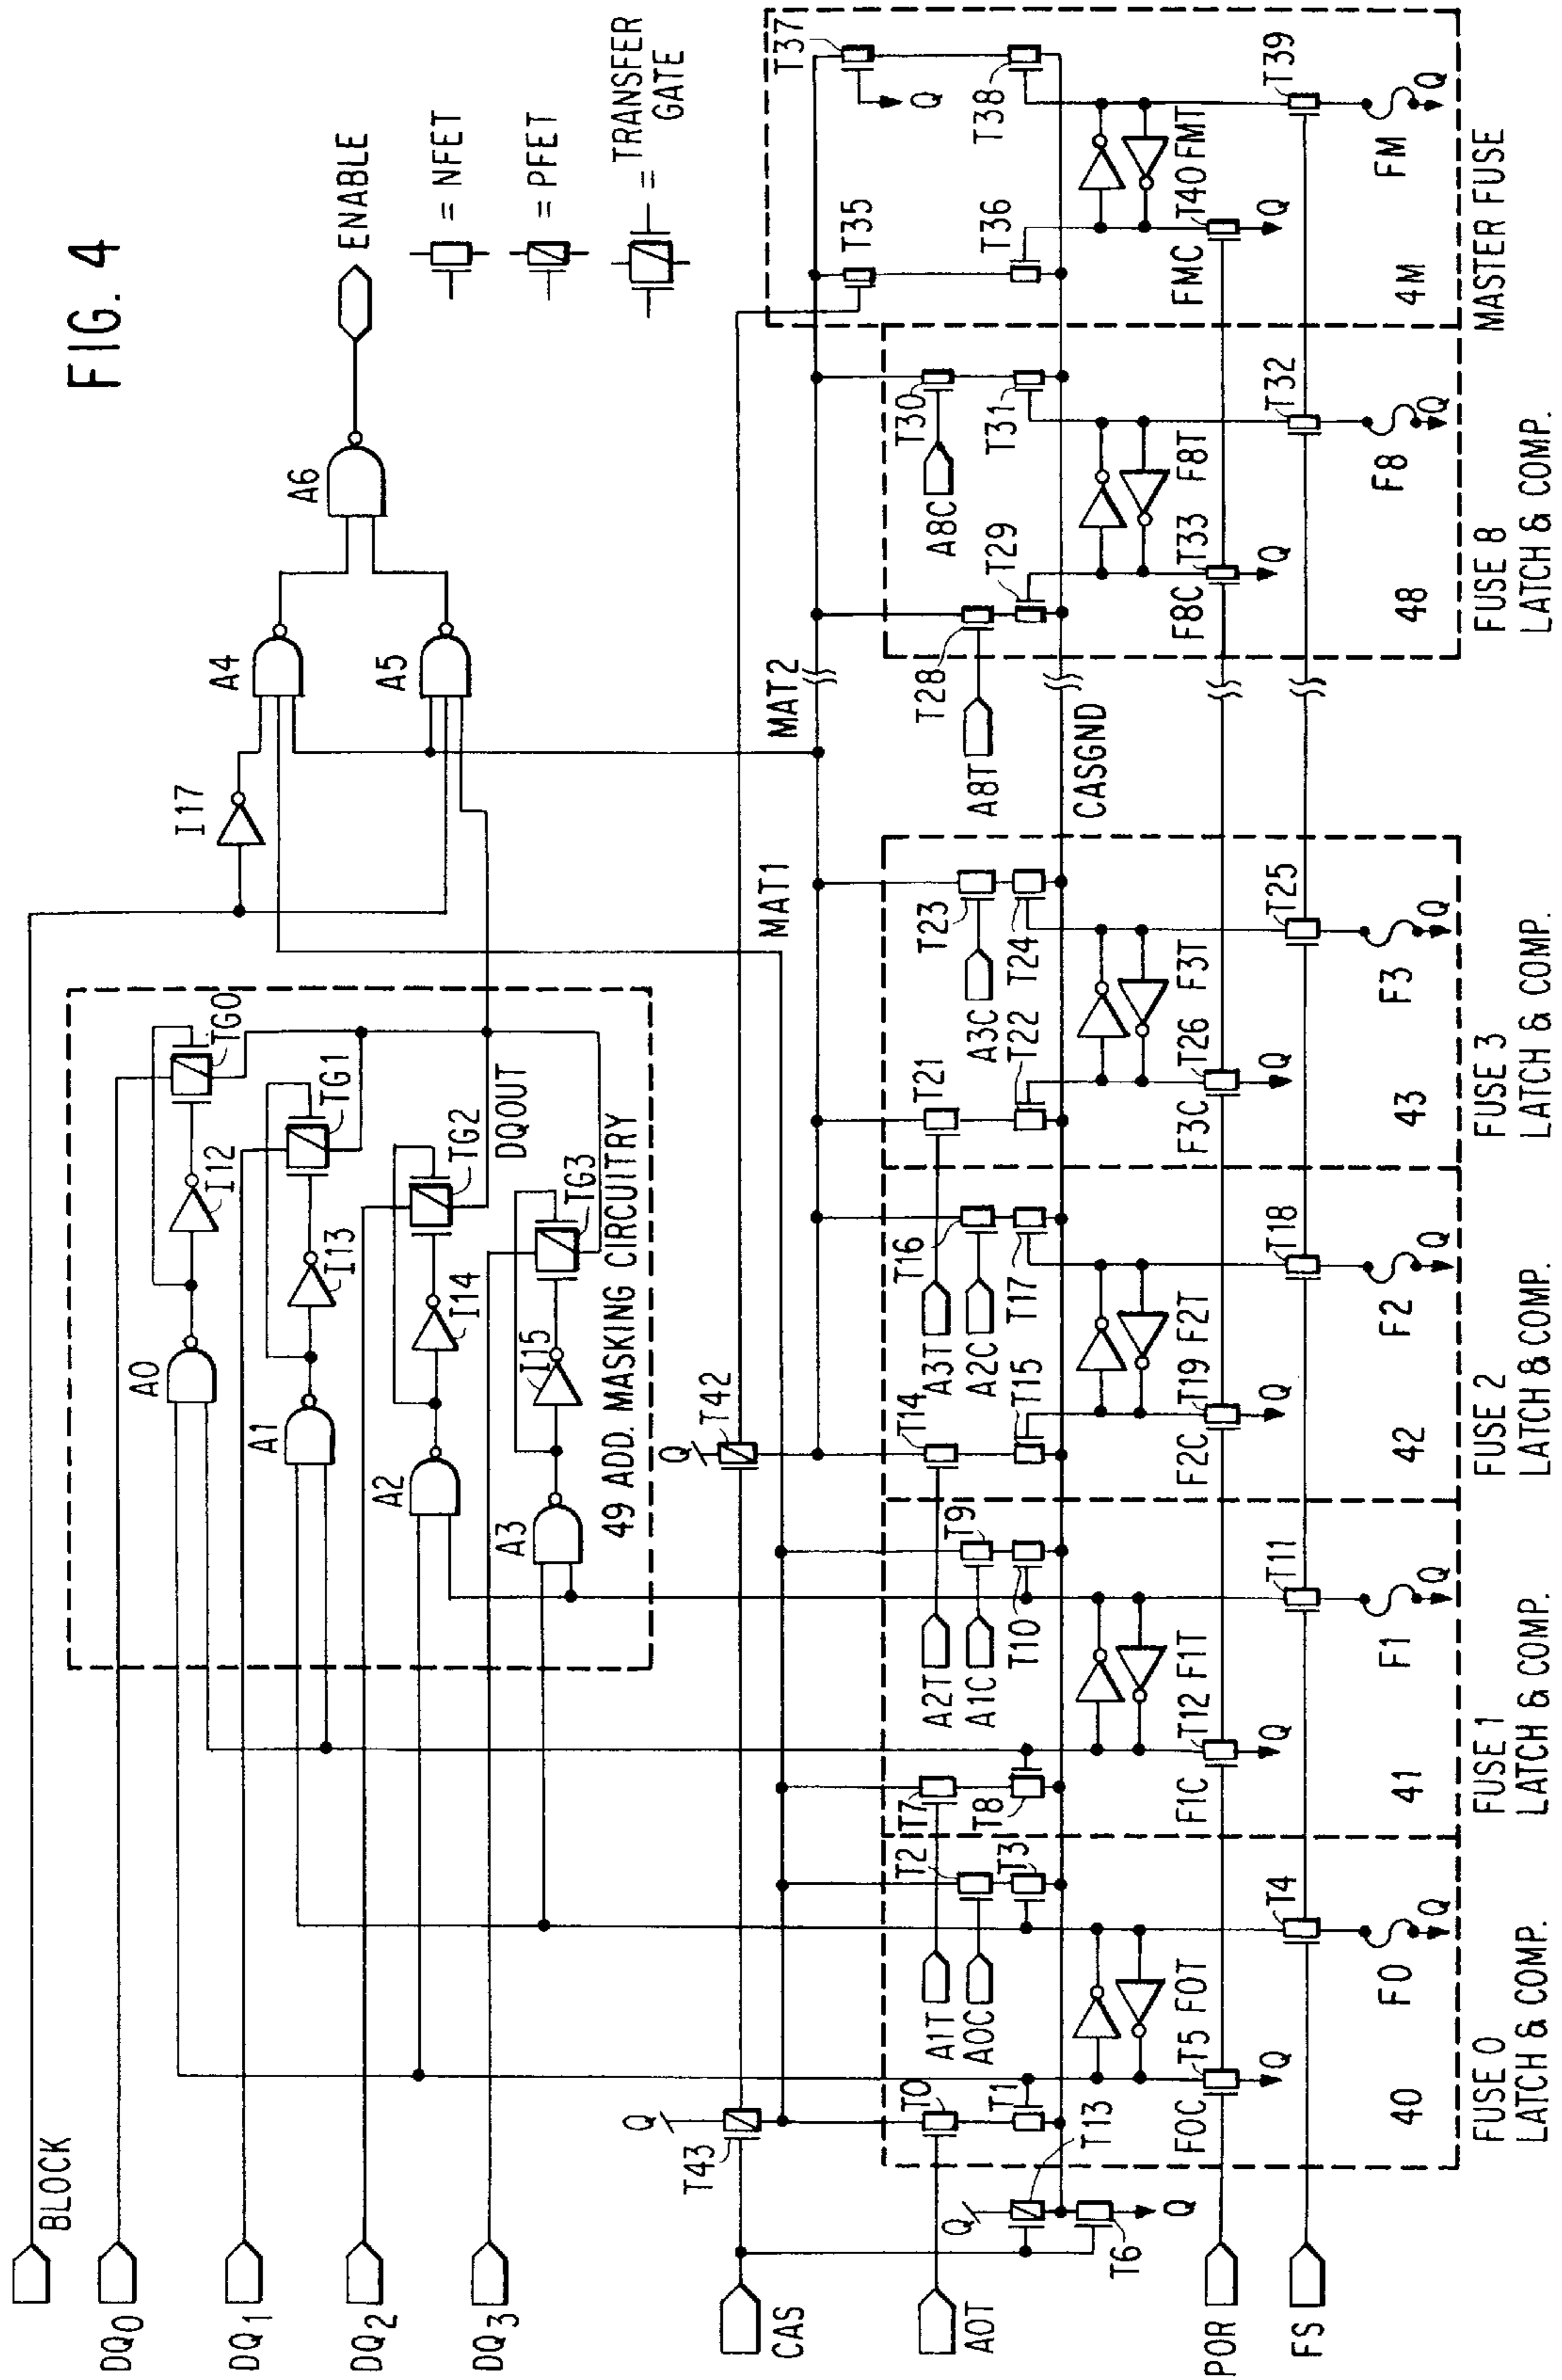 FIG. 4
BLOCK
DQ0
DQ1
DQ2
DQ3
A0
I12
TG0
A1
I13
TG1
A2
I14
TG2
DQOUT
A3
I15
TG3
49 ADD. MASKING CIRCUITRY
I17
A4
A5
A6
ENABLE
= NFET
= PFET
= TRANSFER
GATE
CAS
T43
Q
Q
T42
MAT1
MAT2
A0T
Q
T13
T6
Q
T0
T1
A1T
A0C
T2
T3
F0C
T5
F0T
Q
T4
F0
Q
40
T7
T8
A2T
A1C
T9
T10
F1C
T12
F1T
Q
T11
F1
Q
41
T14
T15
A3T
A2C
T16
T17
F2C
T19
F2T
Q
T18
F2
Q
42
T21
T22
A3C
T23
T24
F3C
T26
F3T
Q
T25
F3
Q
43
CASGND
A8T
T28
T29
A8C
T30
T31
F8C
T33
F8T
Q
T32
F8
Q
48
T35
T36
T37
Q
T38
FMC
T40
FMT
Q
T39
FM
Q
4M
POR
FS
FUSE 0
LATCH & COMP.
FUSE 1
LATCH & COMP.
FUSE 2
LATCH & COMP.
FUSE 3
LATCH & COMP.
FUSE 8
LATCH & COMP.
MASTER FUSE